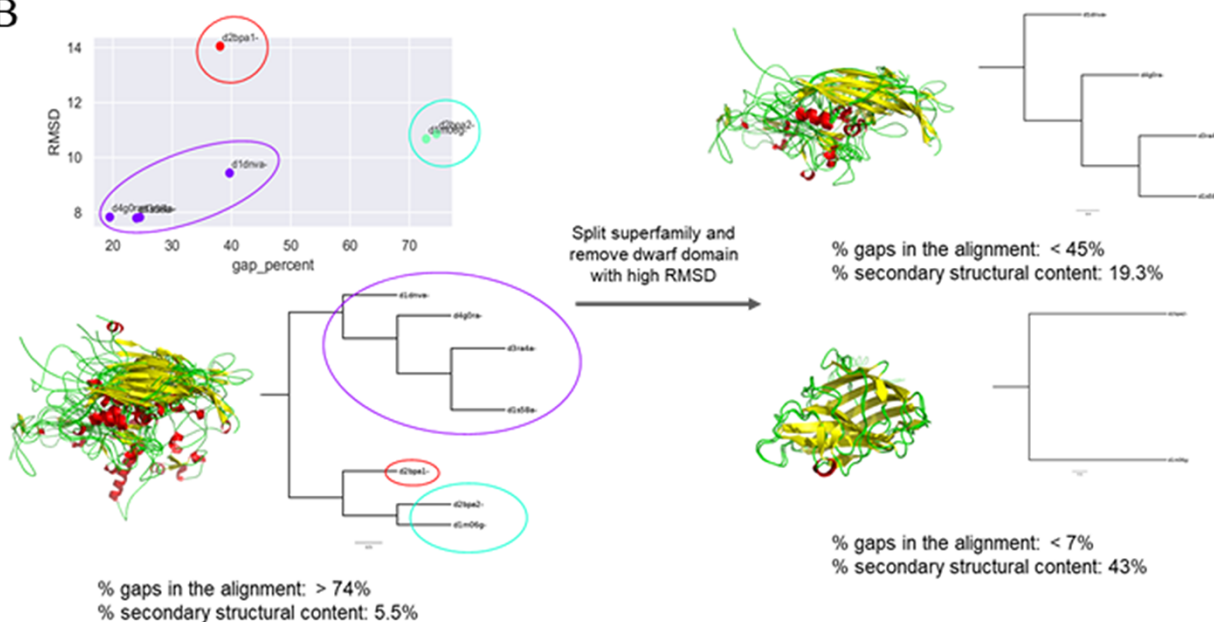 B
d2bpa1-
14
12
RMSD
d2bpa2-
10
d1dnva-
8
20 30 40 50 60 70
gap_percent
d1dnva-
d4g0ra-
d3ra4a-
d1s58a-
d2bpa1-
d2bpa2-
d1m06g-
% gaps in the alignment: > 74%
% secondary structural content: 5.5%
Split superfamily and
remove dwarf domain
with high RMSD
d1dnva-
d4g0ra-
% gaps in the alignment: < 45%
% secondary structural content: 19.3%
d1m06g-
% gaps in the alignment: < 7%
% secondary structural content: 43%